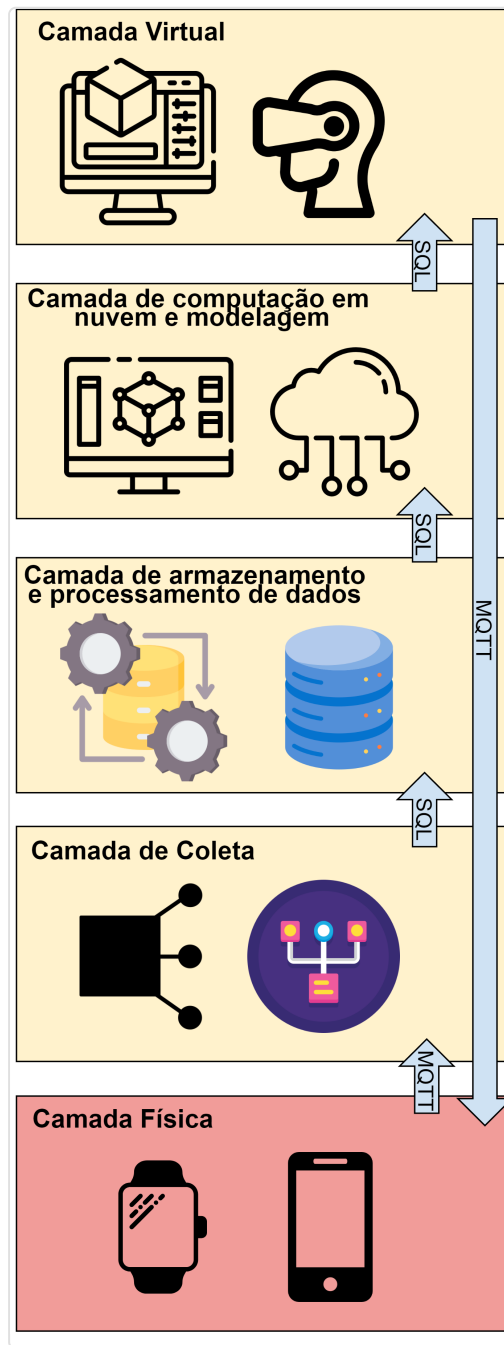 Camada Virtual
SQL
Camada de computação em
nuvem e modelagem
SQL
Camada de armazenamento
e processamento de dados
MQTT
SQL
Camada de Coleta
MQTT
Camada Física